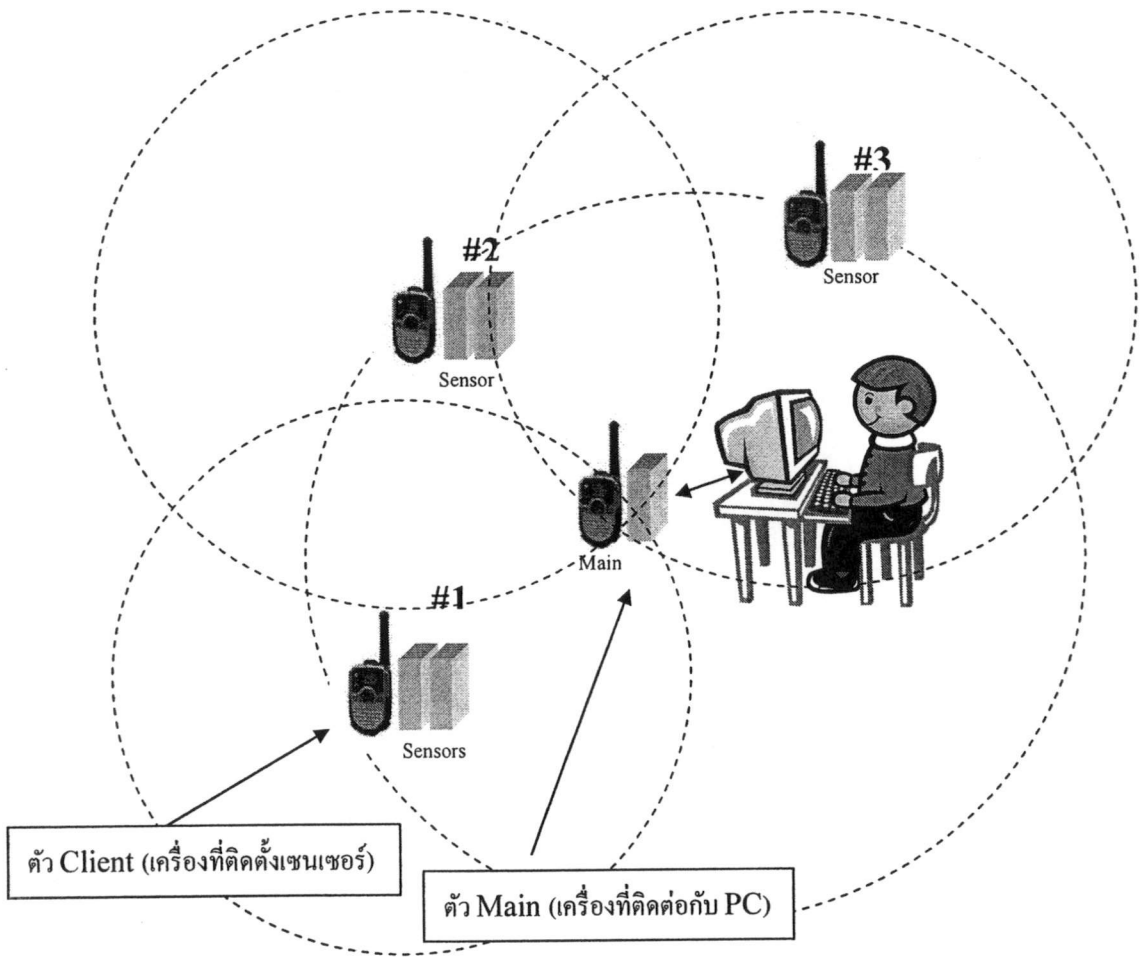 #3
Sensor
#2
Sensor
Main
#1
Sensors
ตัว Client (เครื่องที่ติดตั้งเซนเซอร์)
ตัว Main (เครื่องที่ติดต่อกับ PC)